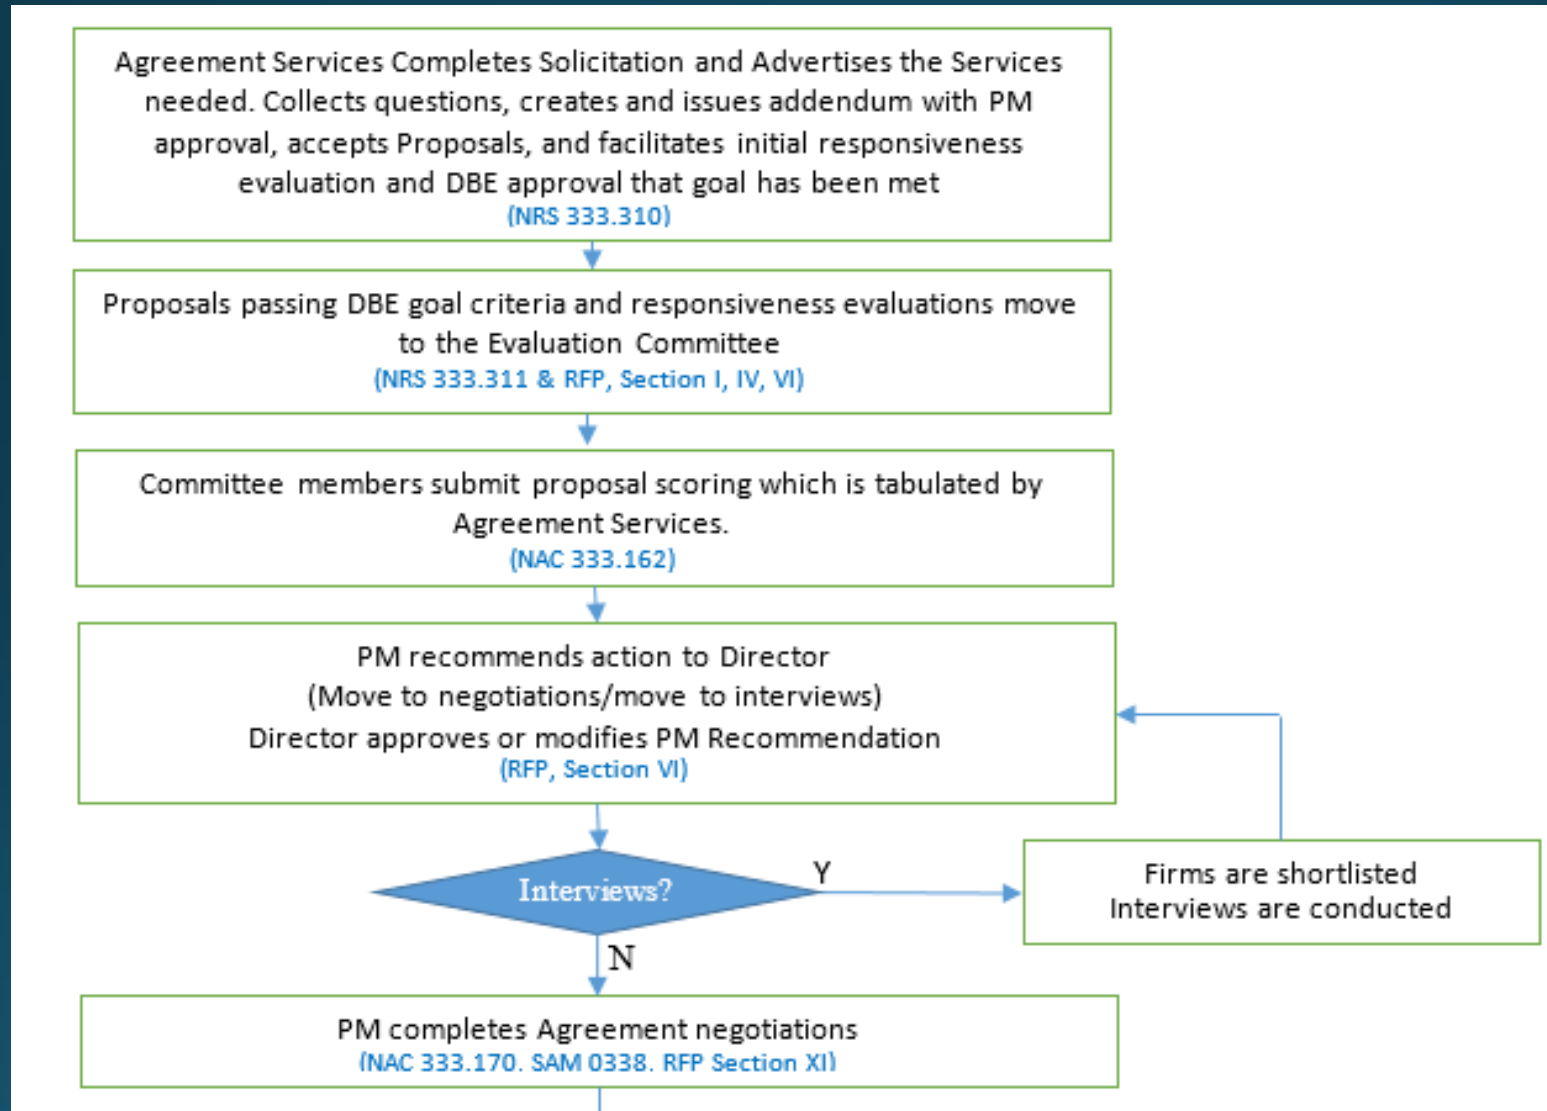 Agreement Services Completes Solicitation and Advertises the Services
needed. Collects questions, creates and issues addendum with PM
approval, accepts Proposals, and facilitates initial responsiveness
evaluation and DBE approval that goal has been met
(NRS 333.310)
Proposals passing DBE goal criteria and responsiveness evaluations move
to the Evaluation Committee
(NRS 333.311 & RFP, Section I, IV, VI)
Committee members submit proposal scoring which is tabulated by
Agreement Services.
(NAC 333.162)
PM recommends action to Director
(Move to negotiations/move to interviews)
Director approves or modifies PM Recommendation
(RFP, Section VI)
Interviews?
Y
Firms are shortlisted
Interviews are conducted
N
PM completes Agreement negotiations
(NAC 333.170, SAM 0338, RFP Section XI)